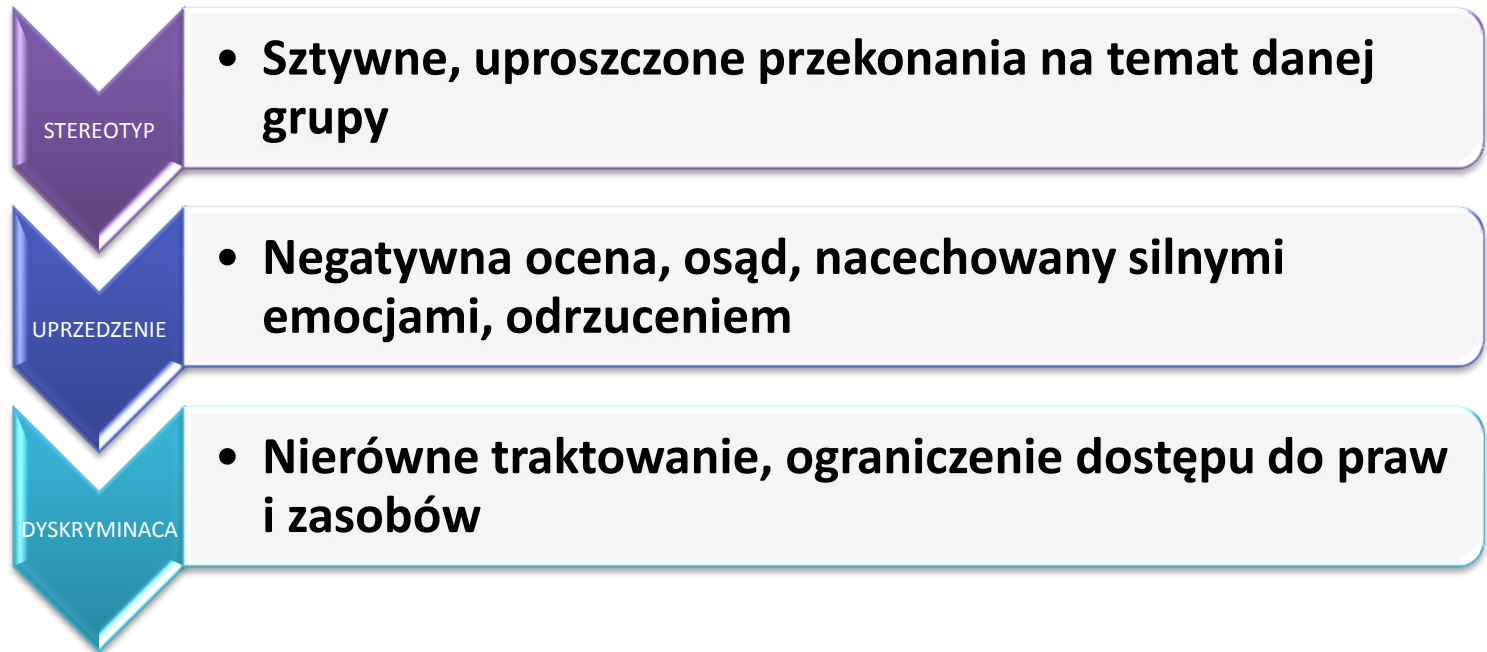 STEREOTYP
• Sztywne, uproszczone przekonania na temat danej
grupy
UPRZEDZENIE
• Negatywna ocena, osąd, nacechowany silnymi
emocjami, odrzuceniem
DYSKRYMINACA
• Nierówne traktowanie, ograniczenie dostępu do praw
i zasobów